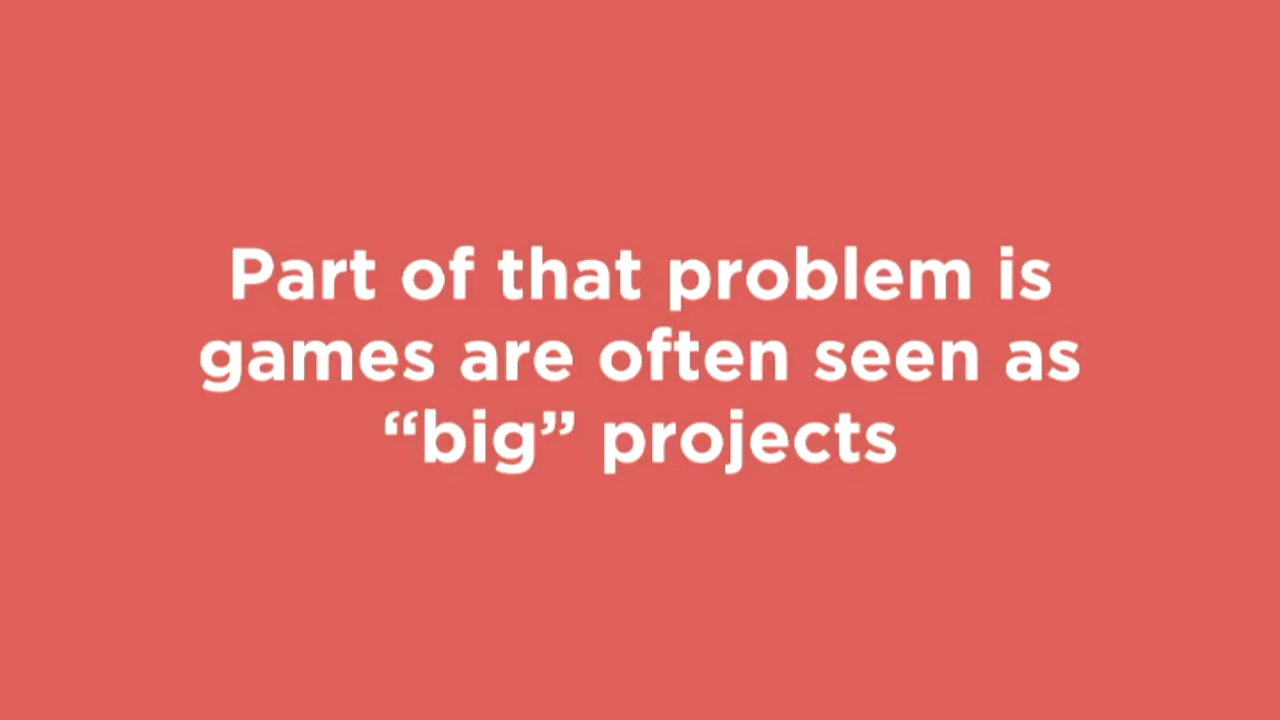 Part of that problem is
games are often seen as
“big” projects